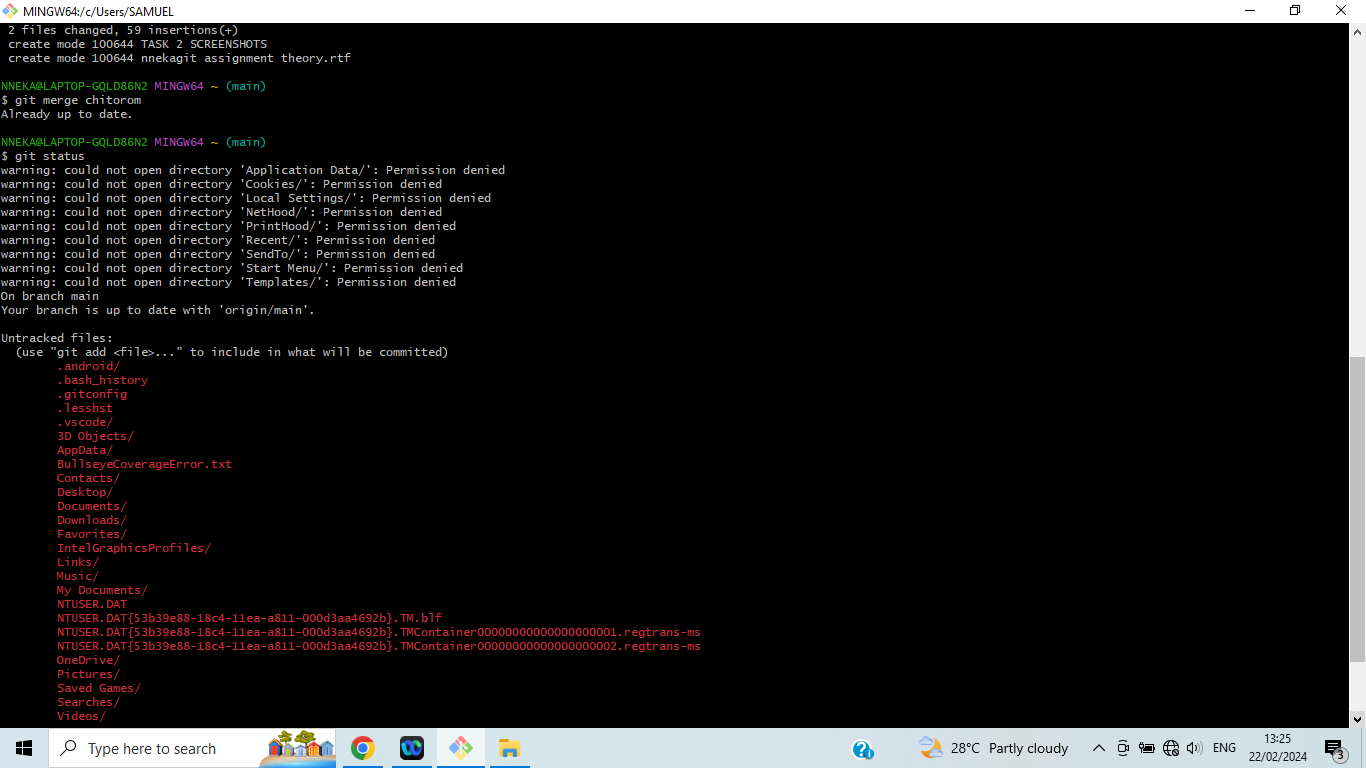 MINGW64:/c/Users/SAMUEL
2 files changed, 59 insertions(+)
create mode 100644 TASK 2 SCREENSHOTS
create mode 100644 nnekagit assignment theory.rtf
NNEKA@LAPTOP-GQLD86N2 MINGW64 ~ (main)
$ git merge chitorom
Already up to date.
NNEKA@LAPTOP-GQLD86N2 MINGW64 ~ (main)
$ git status
warning: could not open directory 'Application Data/': Permission denied
warning: could not open directory 'Cookies/': Permission denied
warning: could not open directory 'Local Settings/': Permission denied
warning: could not open directory 'NetHood/': Permission denied
warning: could not open directory 'PrintHood/': Permission denied
warning: could not open directory 'Recent/': Permission denied
warning: could not open directory 'SendTo/': Permission denied
warning: could not open directory 'Start Menu/': Permission denied
warning: could not open directory 'Templates/': Permission denied
On branch main
Your branch is up to date with 'origin/main'.
Untracked files:
(use "git add <file>..." to include in what will be committed)
.android/
.bash_history
.gitconfig
.lesshst
.vscode/
3D Objects/
AppData/
BullseyeCoverageError.txt
Contacts/
Desktop/
Documents/
Downloads/
Favorites/
IntelGraphicsProfiles/
Links/
Music/
My Documents/
NTUSER.DAT
NTUSER.DAT{53b39e88-18c4-11ea-a811-000d3aa4692b}.TM.blf
NTUSER.DAT{53b39e88-18c4-11ea-a811-000d3aa4692b}.TMContainer00000000000000000001.regtrans-ms
NTUSER.DAT{53b39e88-18c4-11ea-a811-000d3aa4692b}.TMContainer00000000000000000002.regtrans-ms
OneDrive/
Pictures/
Saved Games/
Searches/
Videos/
Type here to search
28°C Partly cloudy
ENG
13:25
22/02/2024
3